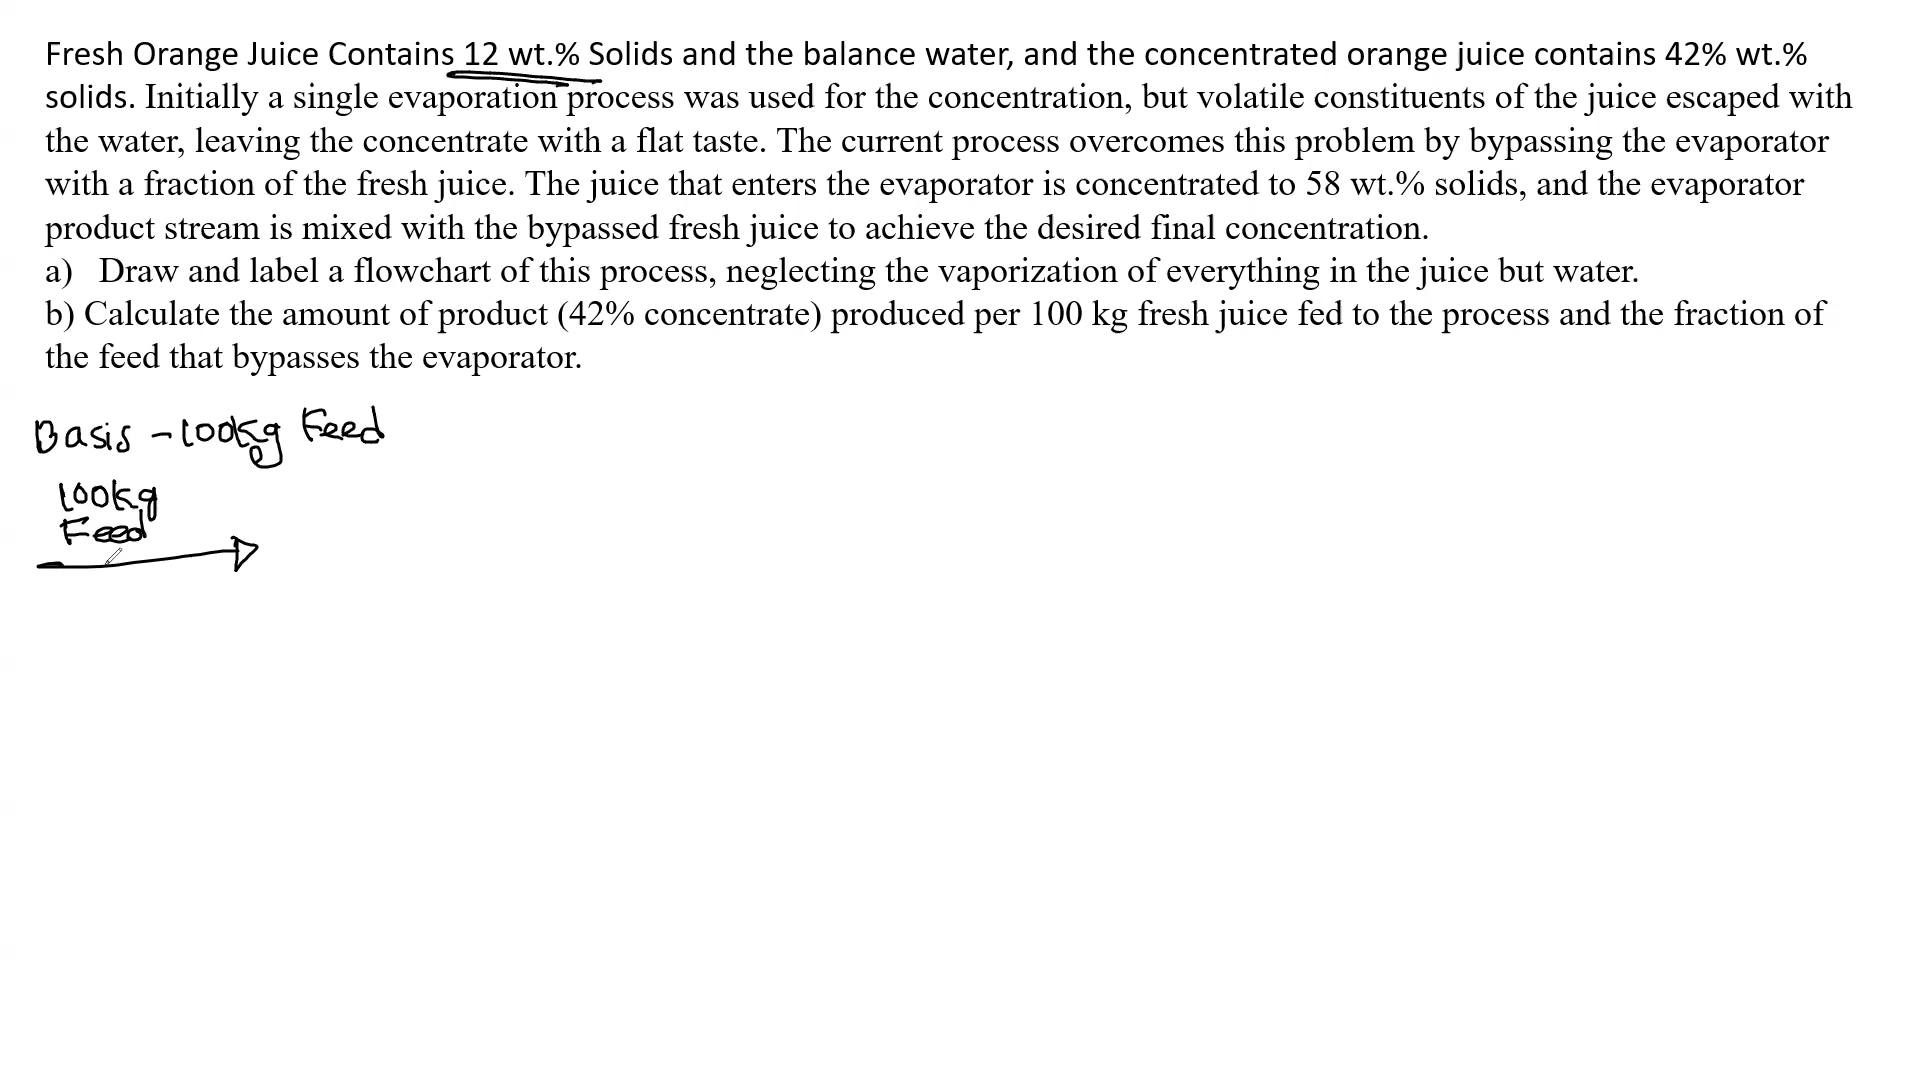 Fresh Orange Juice Contains 12 wt.% Solids and the balance water, and the concentrated orange juice contains 42% wt.%
solids. Initially a single evaporation process was used for the concentration, but volatile constituents of the juice escaped with
the water, leaving the concentrate with a flat taste. The current process overcomes this problem by bypassing the evaporator
with a fraction of the fresh juice. The juice that enters the evaporator is concentrated to 58 wt.% solids, and the evaporator
product stream is mixed with the bypassed fresh juice to achieve the desired final concentration.
a) Draw and label a flowchart of this process, neglecting the vaporization of everything in the juice but water.
b) Calculate the amount of product (42% concentrate) produced per 100 kg fresh juice fed to the process and the fraction of
the feed that bypasses the evaporator.
Basis - 100kg Feed
100kg
Feed